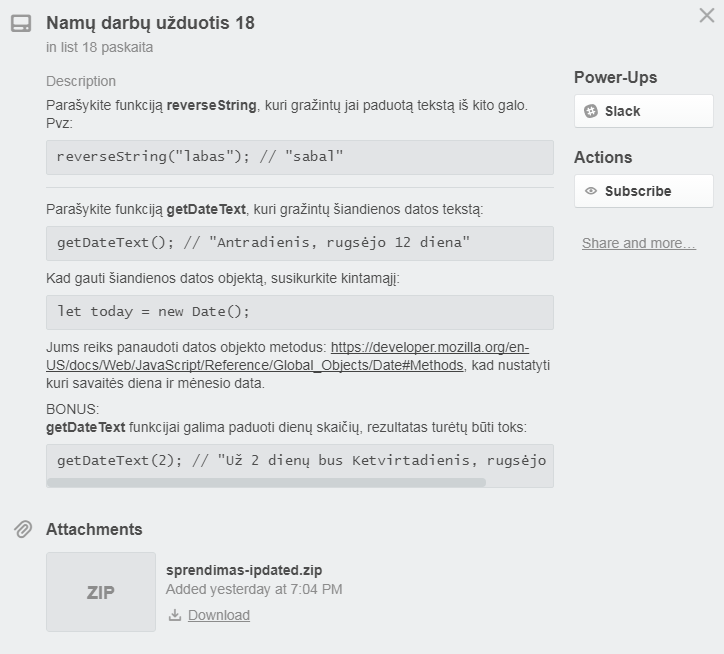 Namų darbų užduotis 18
in list 18 paskaita
Description
Parašykite funkciją reverseString, kuri gražintų jai paduotą tekstą iš kito galo.
Pvz:
reverseString("labas"); // "sabal"
Parašykite funkciją getDateText, kuri gražintų šiandienos datos tekstą:
getDateText(); // "Antradienis, rugsėjo 12 diena"
Kad gauti šiandienos datos objektą, susikurkite kintamąjį:
let today = new Date();
Jums reiks panaudoti datos objekto metodus: https://developer.mozilla.org/en-
US/docs/Web/JavaScript/Reference/Global_Objects/Date#Methods, kad nustatyti
kuri savaitės diena ir mėnesio data.
BONUS:
getDateText funkcijai galima paduoti dienų skaičių, rezultatas turėtų būti toks:
getDateText(2); // "Už 2 dienų bus Ketvirtadienis, rugsėjo
Attachments
ZIP
sprendimas-ipdated.zip
Added yesterday at 7:04 PM
Download
Power-Ups
Slack
Actions
Subscribe
Share and more…